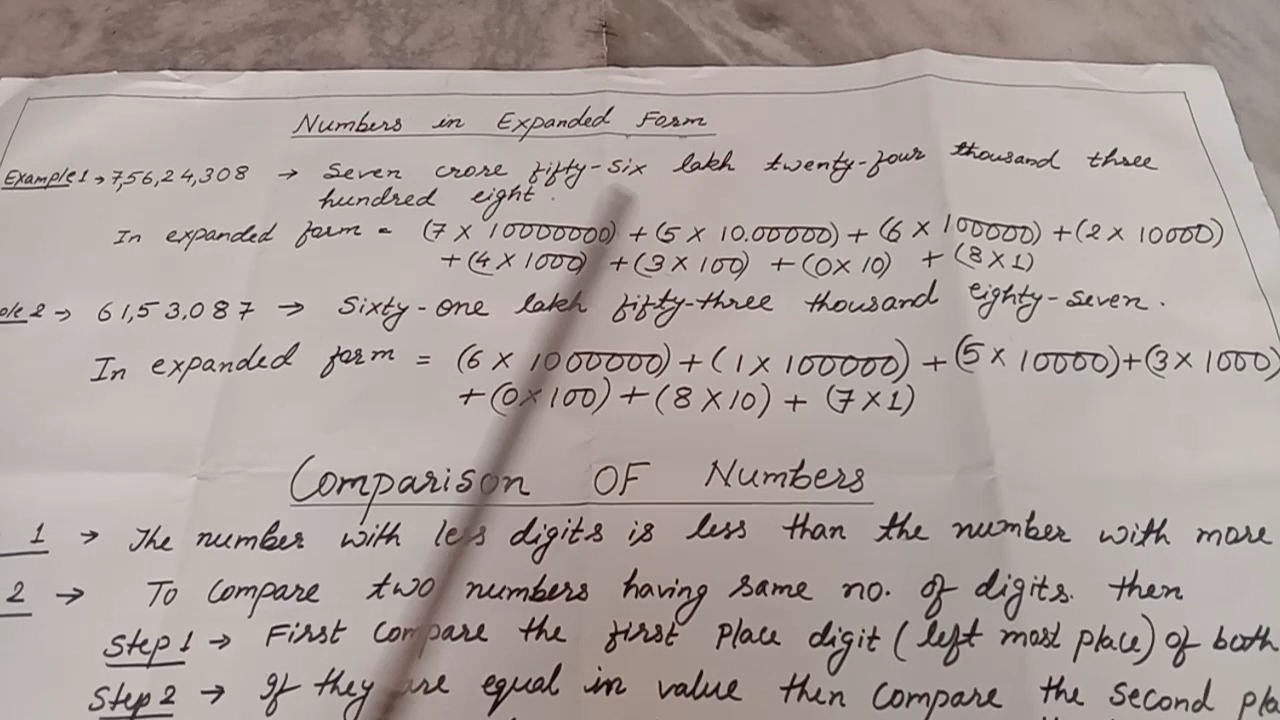 Numbers in Expanded Form
Example 1 → 7,56,24,308 → Seven crore fifty-six lakh twenty-four thousand three
hundred eight.
In expanded form = (7 X 10000000) + (5 X 10.00000) + (6 X 100000) + (2 X 10000)
+ (4 X 1000) + (3 X 100) + (0 X 10) + (8 X 1)
ple 2 → 61,53,087 → Sixty-one lakh fifty-three thousand eighty-seven.
In expanded form = (6 X 1000000) + (1 X 100000) + (5 X 10000) + (3 X 1000)
+ (0 X 100) + (8 X 10) + (7 X 1)
Comparison OF Numbers
1 → The number with less digits is less than the number with more
2 → To Compare two numbers having same no. of digits. then
Step 1 → First Compare the first Place digit (left most place) of both
Step 2 → If they are equal in value then Compare the second pla